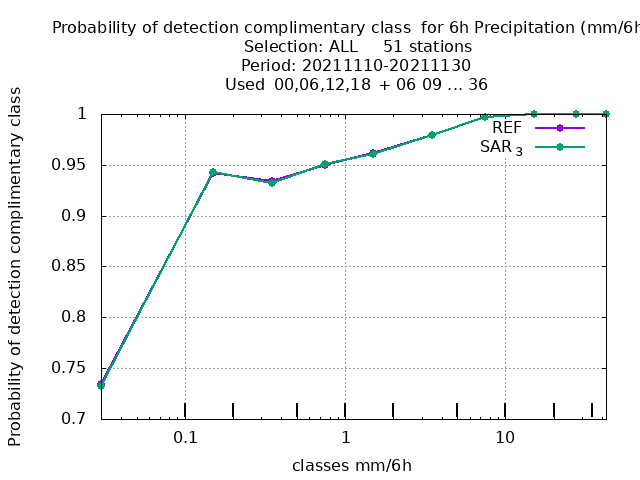 Probability of detection complimentary class  for 6h Precipitation (mm/6h
Selection: ALL     51 stations
Period: 20211110-20211130
Used  00,06,12,18  + 06 09 ... 36
Probability of detection complimentary class
1
0.95
0.9
0.85
0.8
0.75
0.7
REF
SAR 3
0.1
1
10
classes mm/6h